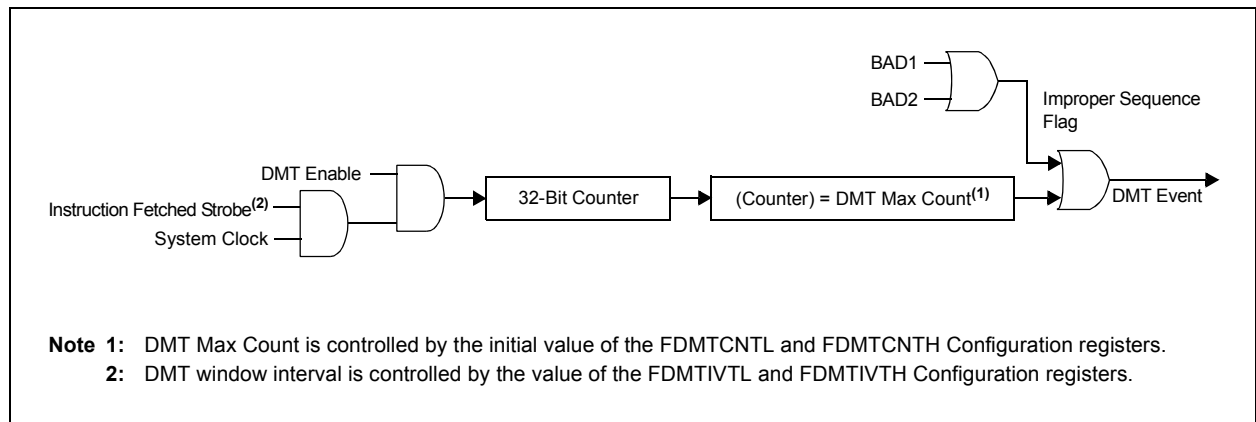 BAD1
BAD2
Improper Sequence
Flag
DMT Enable
Instruction Fetched Strobe(2)
System Clock
32-Bit Counter
(Counter) = DMT Max Count(1)
DMT Event
Note 1: DMT Max Count is controlled by the initial value of the FDMTCNTL and FDMTCNTH Configuration registers.
2: DMT window interval is controlled by the value of the FDMTIVTL and FDMTIVTH Configuration registers.